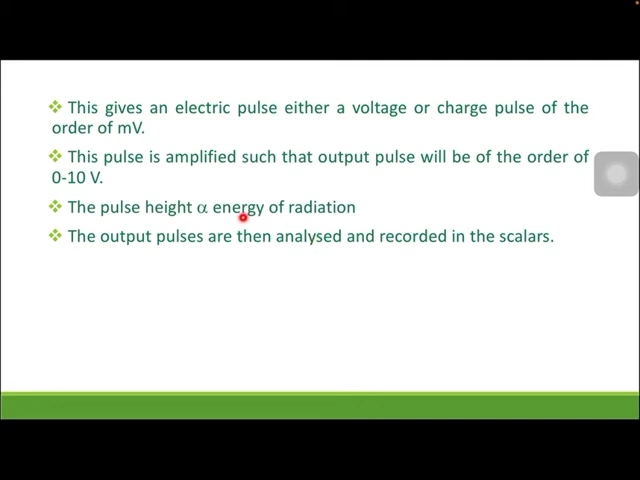 ❖ This gives an electric pulse either a voltage or charge pulse of the
order of mV.
❖ This pulse is amplified such that output pulse will be of the order of
0-10 V.
❖ The pulse height α energy of radiation
❖ The output pulses are then analysed and recorded in the scalars.